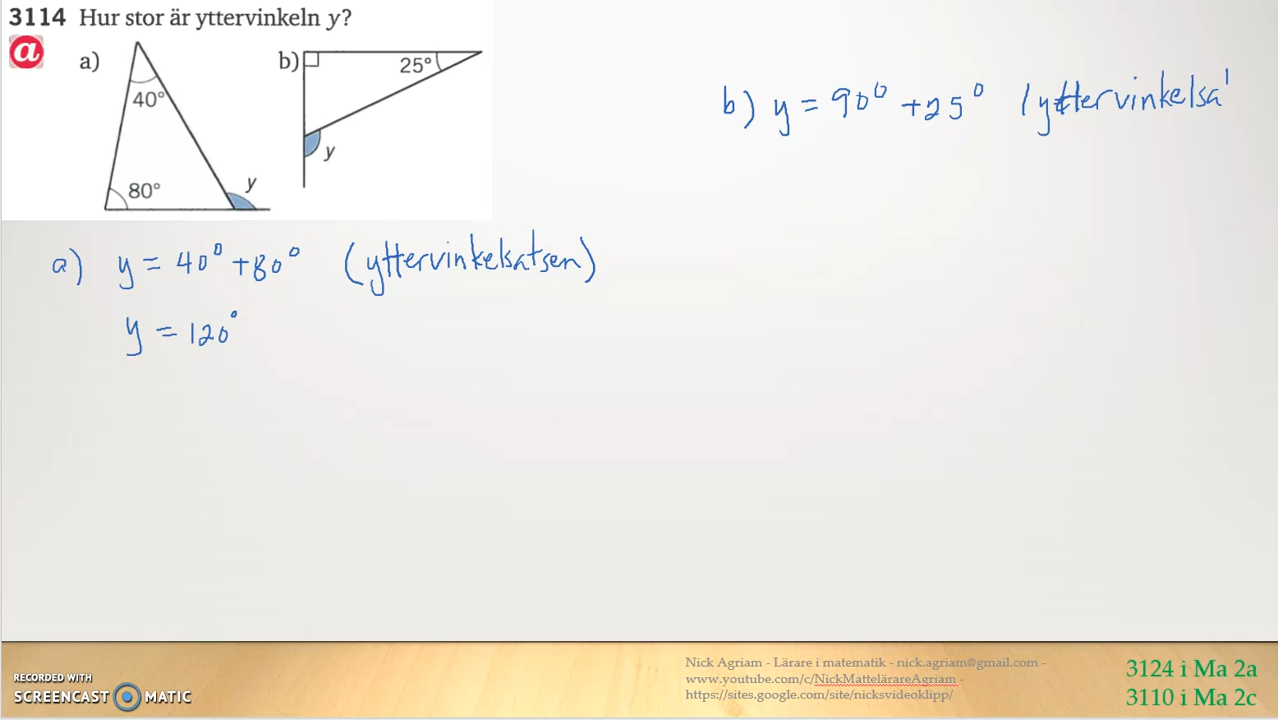 3114 Hur stor är yttervinkeln y?
a
a)
40°
80°
y
b)
25°
y
a) y = 40° + 80° (yttervinkelsatsen)
y = 120°
b) y = 90° + 25° (yttervinkelsa
RECORDED WITH
SCREENCAST MATIC
Nick Agriam - Lärare i matematik - nick.agriam@gmail.com -
www.youtube.com/c/NickMattelärareAgriam -
https://sites.google.com/site/nicksvideoklipp/
3124 i Ma 2a
3110 i Ma 2c